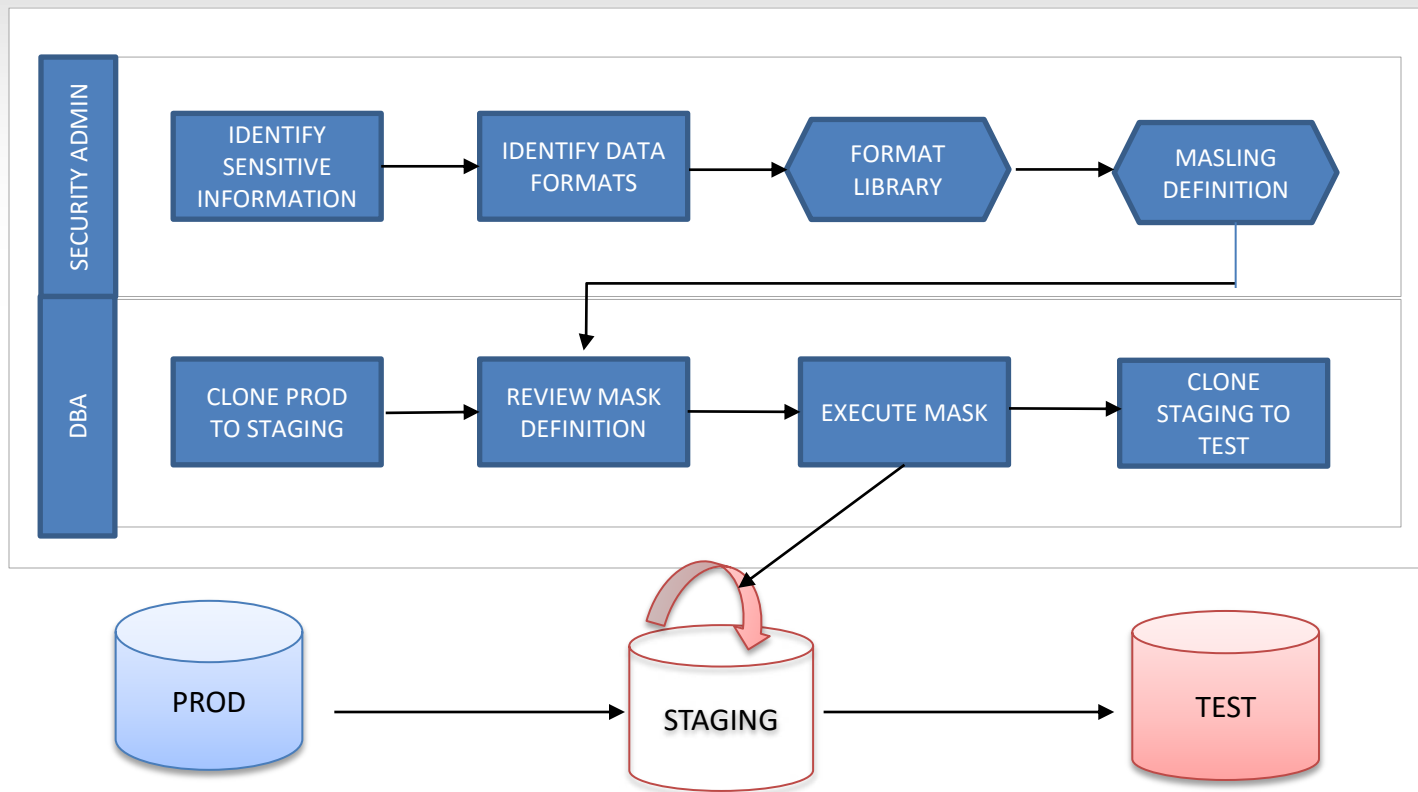 SECURITY ADMIN
IDENTIFY
SENSITIVE
INFORMATION
IDENTIFY DATA
FORMATS
FORMAT
LIBRARY
MASLING
DEFINITION
DBA
CLONE PROD
TO STAGING
REVIEW MASK
DEFINITION
EXECUTE MASK
CLONE
STAGING TO
TEST
PROD
STAGING
TEST